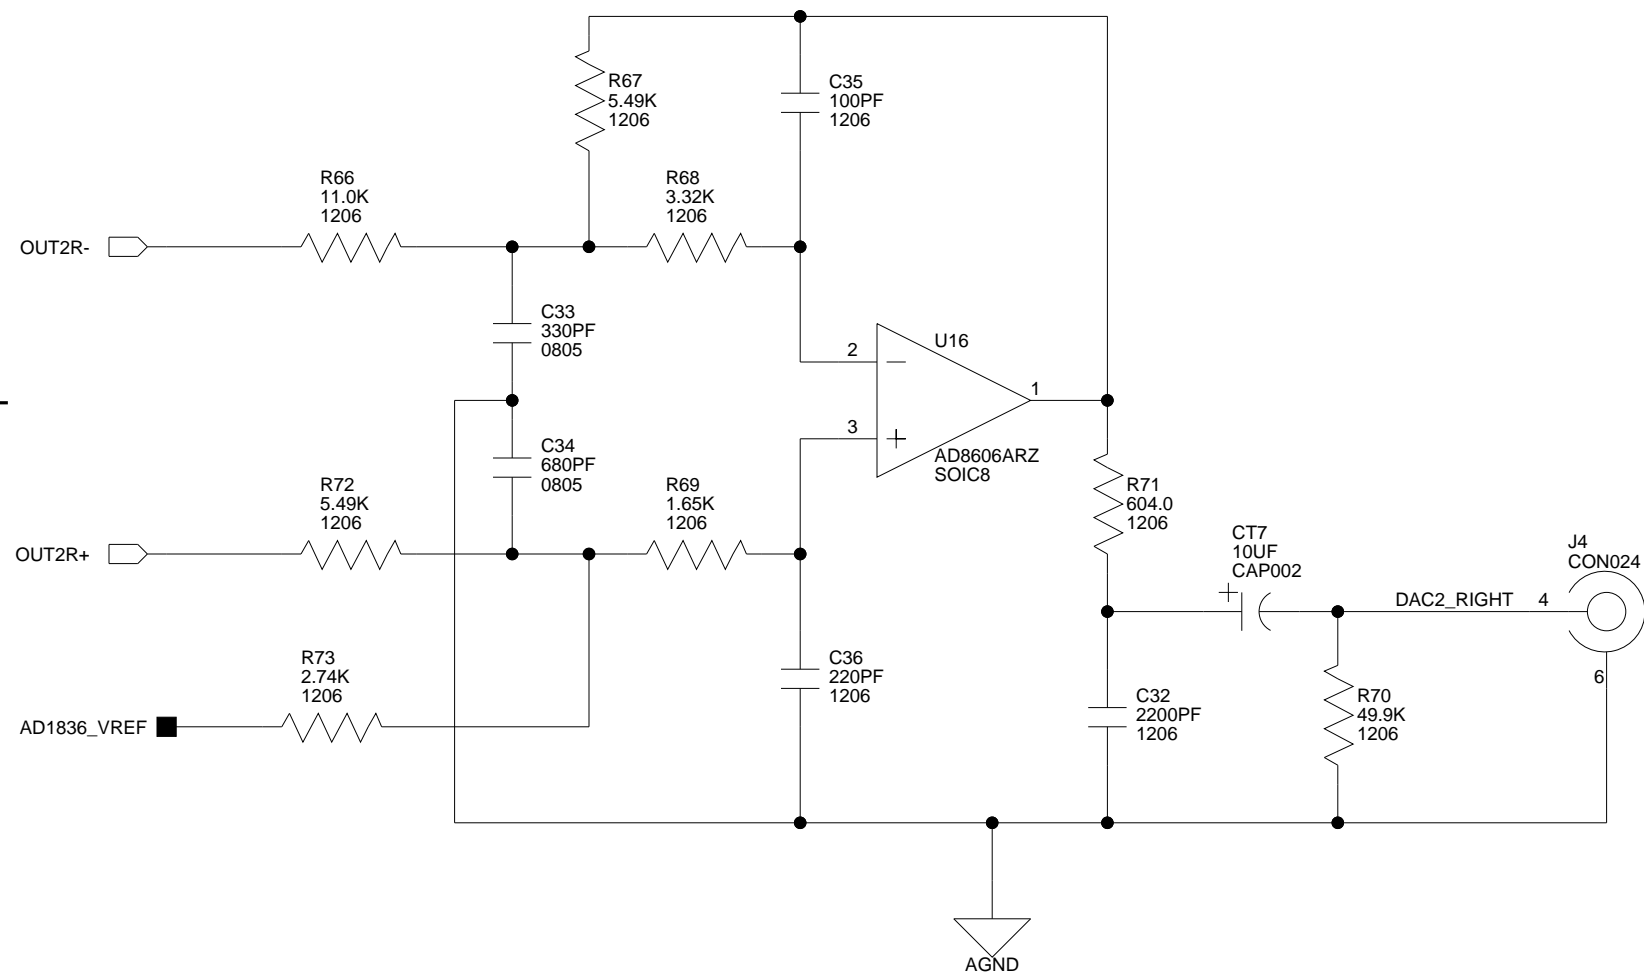 R67
5.49K
1206
C35
100PF
1206
R66
11.0K
1206
R68
3.32K
1206
OUT2R-
C33
330PF
0805
2
U16
1
3
AD8606ARZ
SOIC8
C34
680PF
0805
R72
5.49K
1206
R69
1.65K
1206
R71
604.0
1206
OUT2R+
CT7
10UF
CAP002
J4
CON024
DAC2_RIGHT
4
6
R73
2.74K
1206
C36
220PF
1206
AD1836_VREF
C32
2200PF
1206
R70
49.9K
1206
AGND